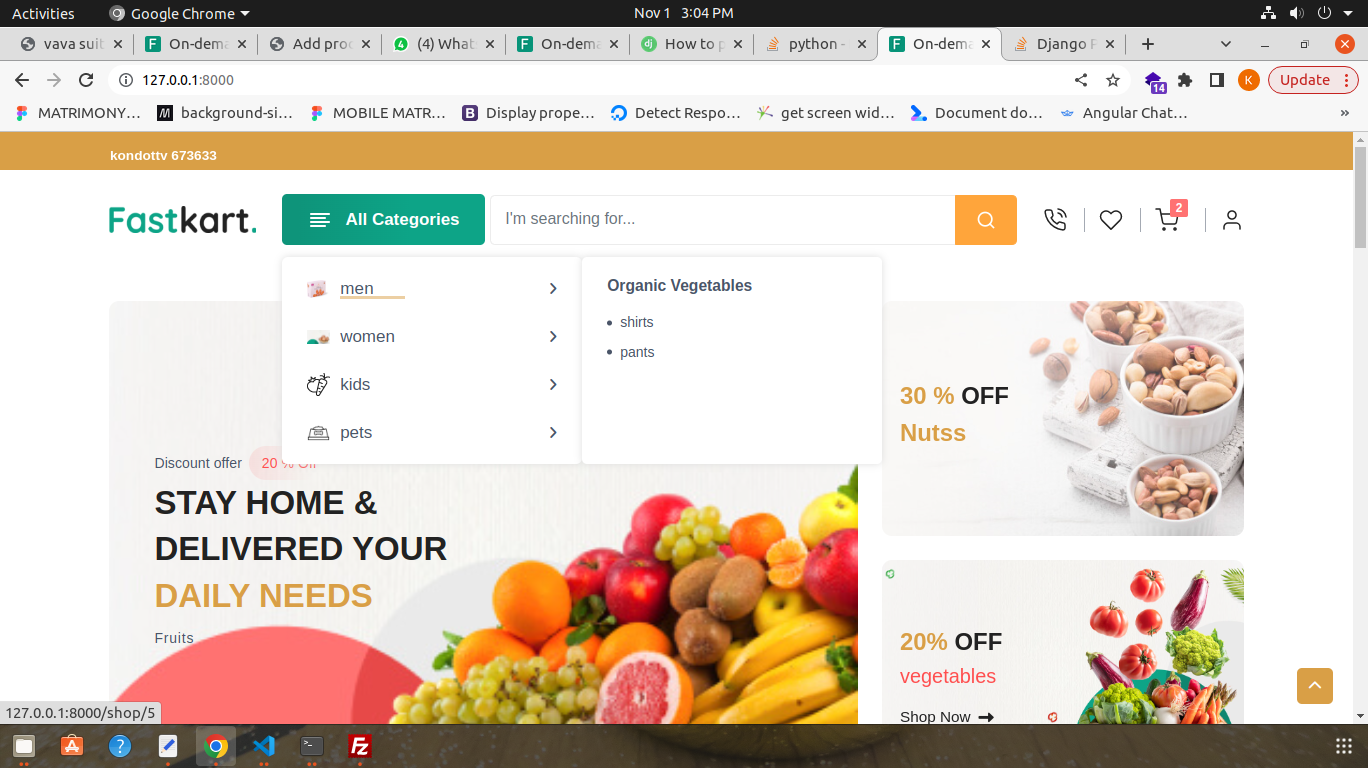 Activities
Google Chrome
Nov 1 3:04 PM
vava suit
On-dema
Add proc
(4) What
On-dema
How to p
python -
On-dema
Django F
127.0.0.1:8000
14
K
Update
MATRIMONY…
background-si…
MOBILE MATR…
Display prope…
Detect Respo…
get screen wid…
Document do…
Angular Chat…
»
kondottv 673633
Fastkart.
All Categories
I'm searching for...
2
men
women
kids
pets
Organic Vegetables
shirts
pants
Discount offer 20 % Off
STAY HOME &
DELIVERED YOUR
DAILY NEEDS
Fruits
30 % OFF
Nutss
20% OFF
vegetables
Shop Now
127.0.0.1:8000/shop/5